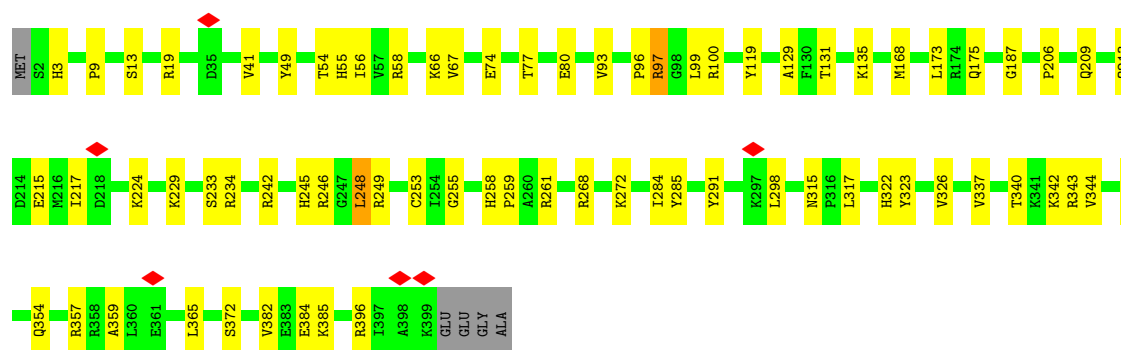 MET S2 H3 P9 S13 R19 D35 V41 Y49 T54 H55 I56 V57 R58 K66 V67 E74 T77 E80 V93 P96 R97 G98 L99 R100 Y119 A129 F130 T131 K135 M168 L173 R174 Q175 G187 P206 Q209
D214 E215 M216 I217 D218 K224 K229 S233 R234 R242 H245 R246 G247 L248 R249 C253 I254 G255 H258 P259 A260 R261 R268 K272 I284 Y285 Y291 K297 L298 N315 P316 L317 H322 Y323 V326 V337 T340 K341 K342 R343 V344
Q354 R357 R358 A359 L360 E361 L365 S372 V382 E383 E384 K385 R396 I397 A398 K399 GLU GLU GLY ALA